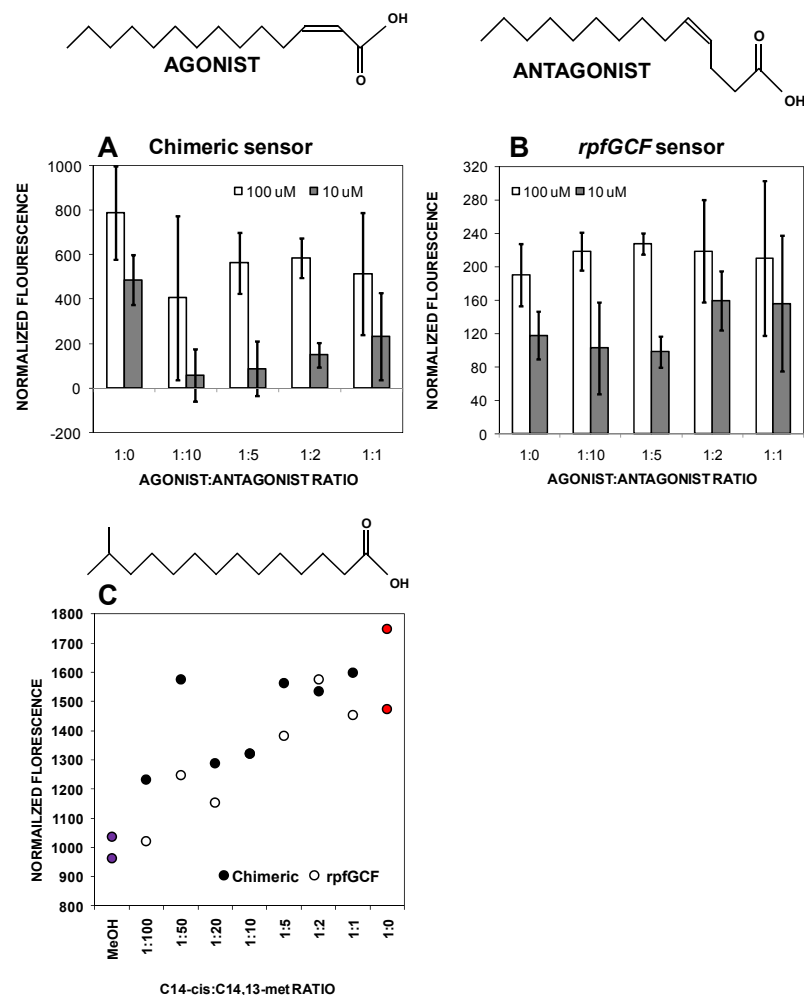 OH
O
AGONIST
O
OH
ANTAGONIST
A Chimeric sensor
1000
800
600
400
200
0
-200
100 uM 10 uM
NORMALIZED FLOURESCENCE
1:0 1:10 1:5 1:2 1:1
AGONIST:ANTAGONIST RATIO
B rpfGCF sensor
320
280
240
200
160
120
80
40
0
100 uM 10 uM
NORMALIZED FLUORESCENCE
1:0 1:10 1:5 1:2 1:1
AGONIST:ANTAGONIST RATIO
O
OH
C
1800
1700
1600
1500
1400
1300
1200
1100
1000
900
800
NORMAILZED FLORESCENCE
Chimeric rpfGCF
MeOH 1:100 1:50 1:20 1:10 1:5 1:2 1:1 1:0
C14-cis:C14,13-met RATIO